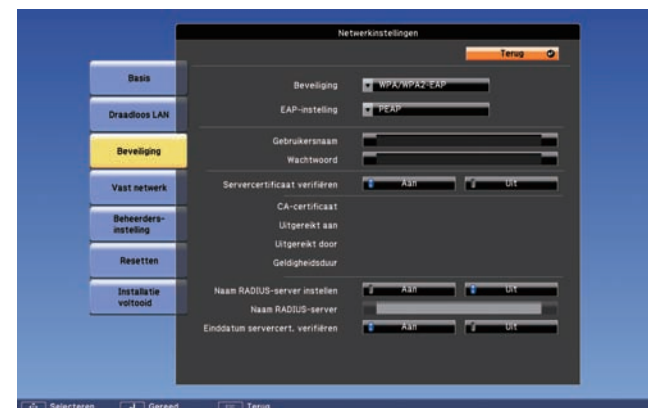 Netwerkinstellingen
Terug
Basis
Draadloos LAN
Beveiliging
Vast netwerk
Beheerders-
instelling
Resetten
Installatie
voltooid
Beveiliging WPA/WPA2-EAP
EAP-instelling PEAP
Gebruikersnaam
Wachtwoord
Servercertificaat verifiëren Aan Uit
CA-certificaat
Uitgereikt aan
Uitgereikt door
Geldigheidsduur
Naam RADIUS-server instellen Aan Uit
Naam RADIUS-server
Einddatum servercert. verifiëren Aan Uit
Selecteren Gereed Terug